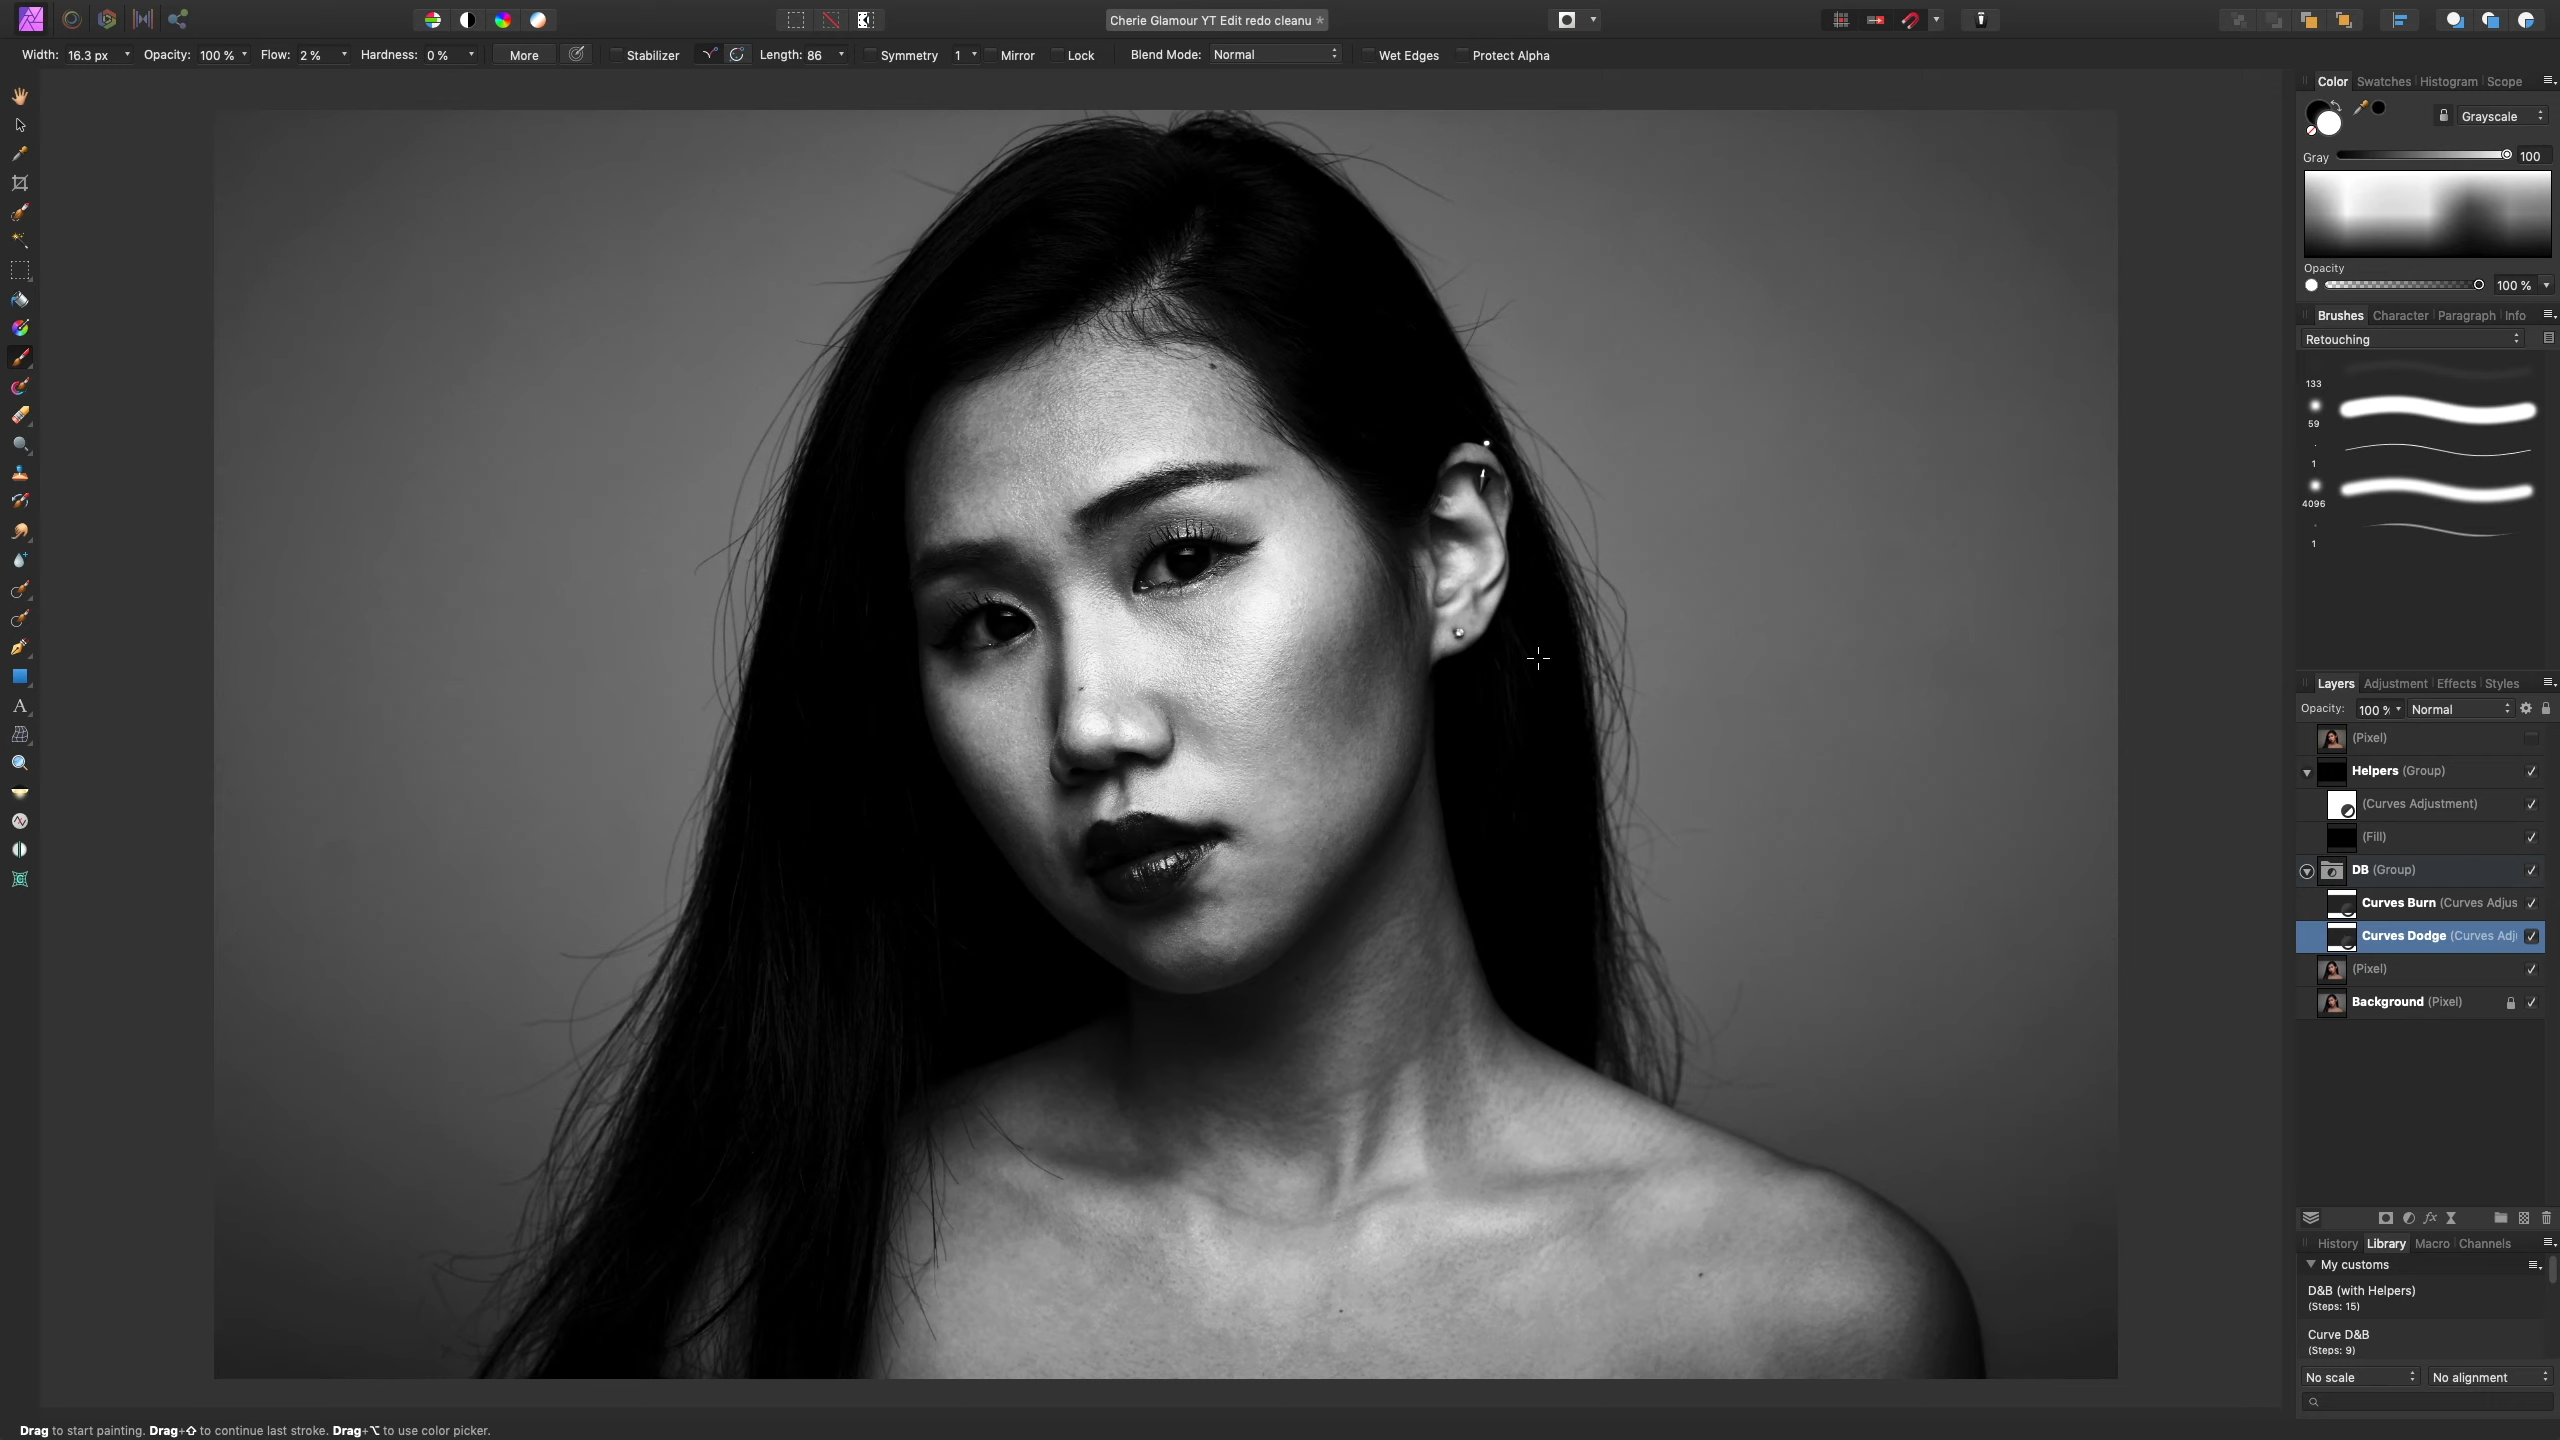 Cherie Glamour YT Edit redo cleanu *
Width: 16.3 px Opacity: 100 % Flow: 2 % Hardness: 0 % More Stabilizer Length: 86 Symmetry 1 Mirror Lock Blend Mode: Normal Wet Edges Protect Alpha
Color Swatches Histogram Scope
Grayscale
Gray 100
Opacity
100 %
Brushes Character Paragraph Info
Retouching
133
59
1
4096
1
Layers Adjustment Effects Styles
Opacity: 100 % Normal
(Pixel)
Helpers (Group)
(Curves Adjustment)
(Fill)
DB (Group)
Curves Burn (Curves Adjus
Curves Dodge (Curves Adj
(Pixel)
Background (Pixel)
fx
History Library Macro Channels
My customs
D&B (with Helpers)
(Steps: 15)
Curve D&B
(Steps: 9)
No scale No alignment
Drag to start painting. Drag+⇧ to continue last stroke. Drag+⌥ to use color picker.